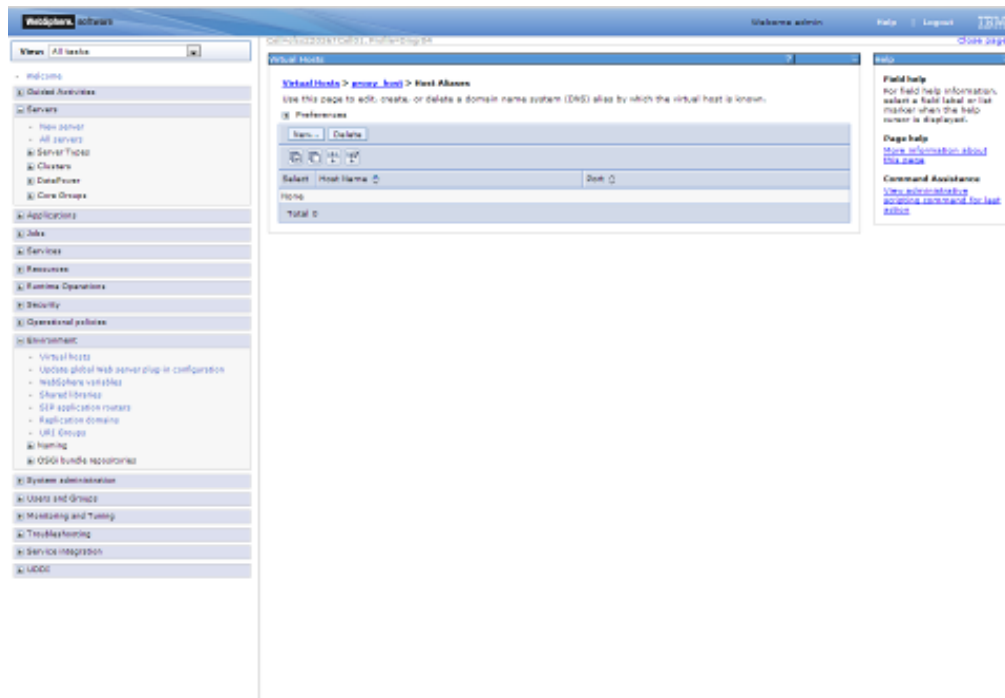 WebSphere. software
Welcome admin
Help | Logout
IBM
View: All tasks
Close page
Welcome
Guided Activities
Servers
New server
All servers
Server Types
Clusters
DataPower
Core Groups
Applications
Jobs
Services
Resources
Runtime Operations
Security
Operational policies
Environment
Virtual hosts
Update global Web server plug-in configuration
WebSphere variables
Shared libraries
SIP application routers
Replication domains
URI Groups
Naming
OSGi bundle repositories
System administration
Users and Groups
Monitoring and Tuning
Troubleshooting
Service integration
UDDI
Virtual Hosts
?
Virtual Hosts > proxy_host > Host Aliases
Use this page to edit, create, or delete a domain name system (DNS) alias by which the virtual host is known.
Preferences
New... Delete
Select Host Name Port
None
Total 0
Help
Field help
For field help information,
select a field label or list
marker when the help
cursor is displayed.
Page help
More information about
this page
Command Assistance
View administrative
scripting command for last
action